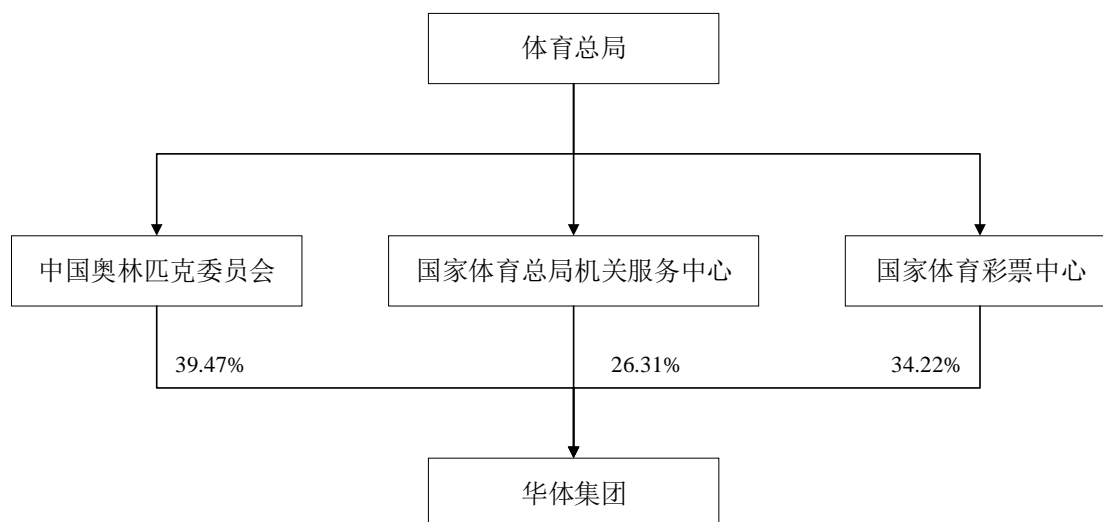 体育总局
中国奥林匹克委员会
国家体育总局机关服务中心
国家体育彩票中心
39.47%
26.31%
34.22%
华体集团